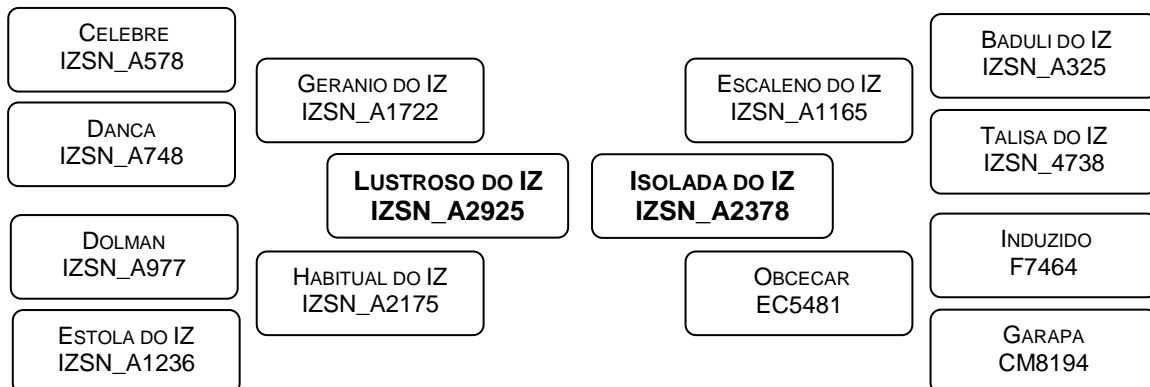 CELEBRE
IZSN_A578
GERANIO DO IZ
IZSN_A1722
DANCA
IZSN_A748
LUSTROSO DO IZ
IZSN_A2925
DOLMAN
IZSN_A977
HABITUAL DO IZ
IZSN_A2175
ESTOLA DO IZ
IZSN_A1236
BADULI DO IZ
IZSN_A325
ESCALENO DO IZ
IZSN_A1165
TALISA DO IZ
IZSN_4738
ISOLADA DO IZ
IZSN_A2378
INDUZIDO
F7464
OBCECAR
EC5481
GARAPA
CM8194